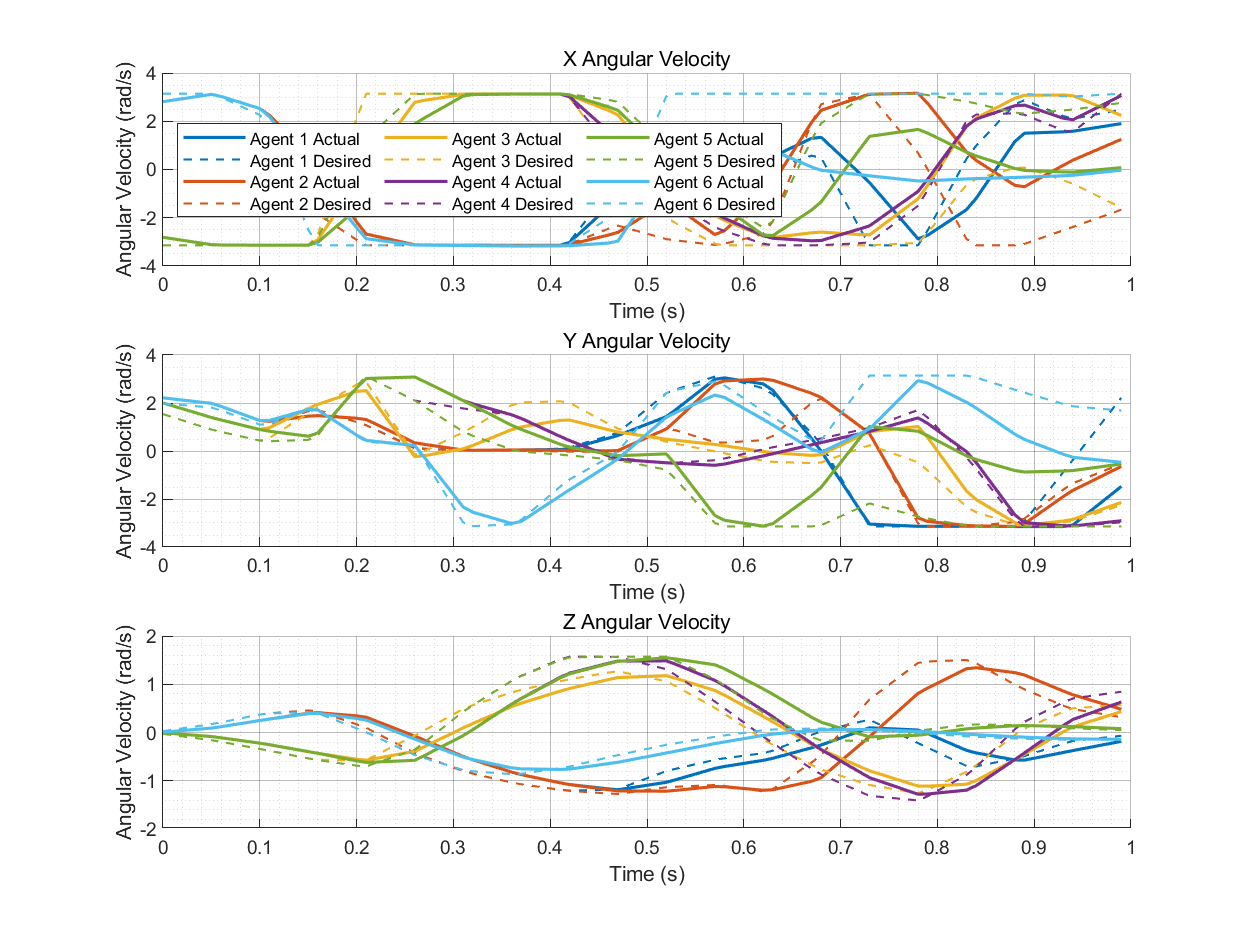 X Angular Velocity
Angular Velocity (rad/s)
4
2
0
-2
-4
Agent 1 Actual Agent 3 Actual Agent 5 Actual
Agent 1 Desired Agent 3 Desired Agent 5 Desired
Agent 2 Actual Agent 4 Actual Agent 6 Actual
Agent 2 Desired Agent 4 Desired Agent 6 Desired
0 0.1 0.2 0.3 0.4 0.5 0.6 0.7 0.8 0.9 1
Time (s)
Y Angular Velocity
Angular Velocity (rad/s)
4
2
0
-2
-4
0 0.1 0.2 0.3 0.4 0.5 0.6 0.7 0.8 0.9 1
Time (s)
Z Angular Velocity
Angular Velocity (rad/s)
2
1
0
-1
-2
0 0.1 0.2 0.3 0.4 0.5 0.6 0.7 0.8 0.9 1
Time (s)